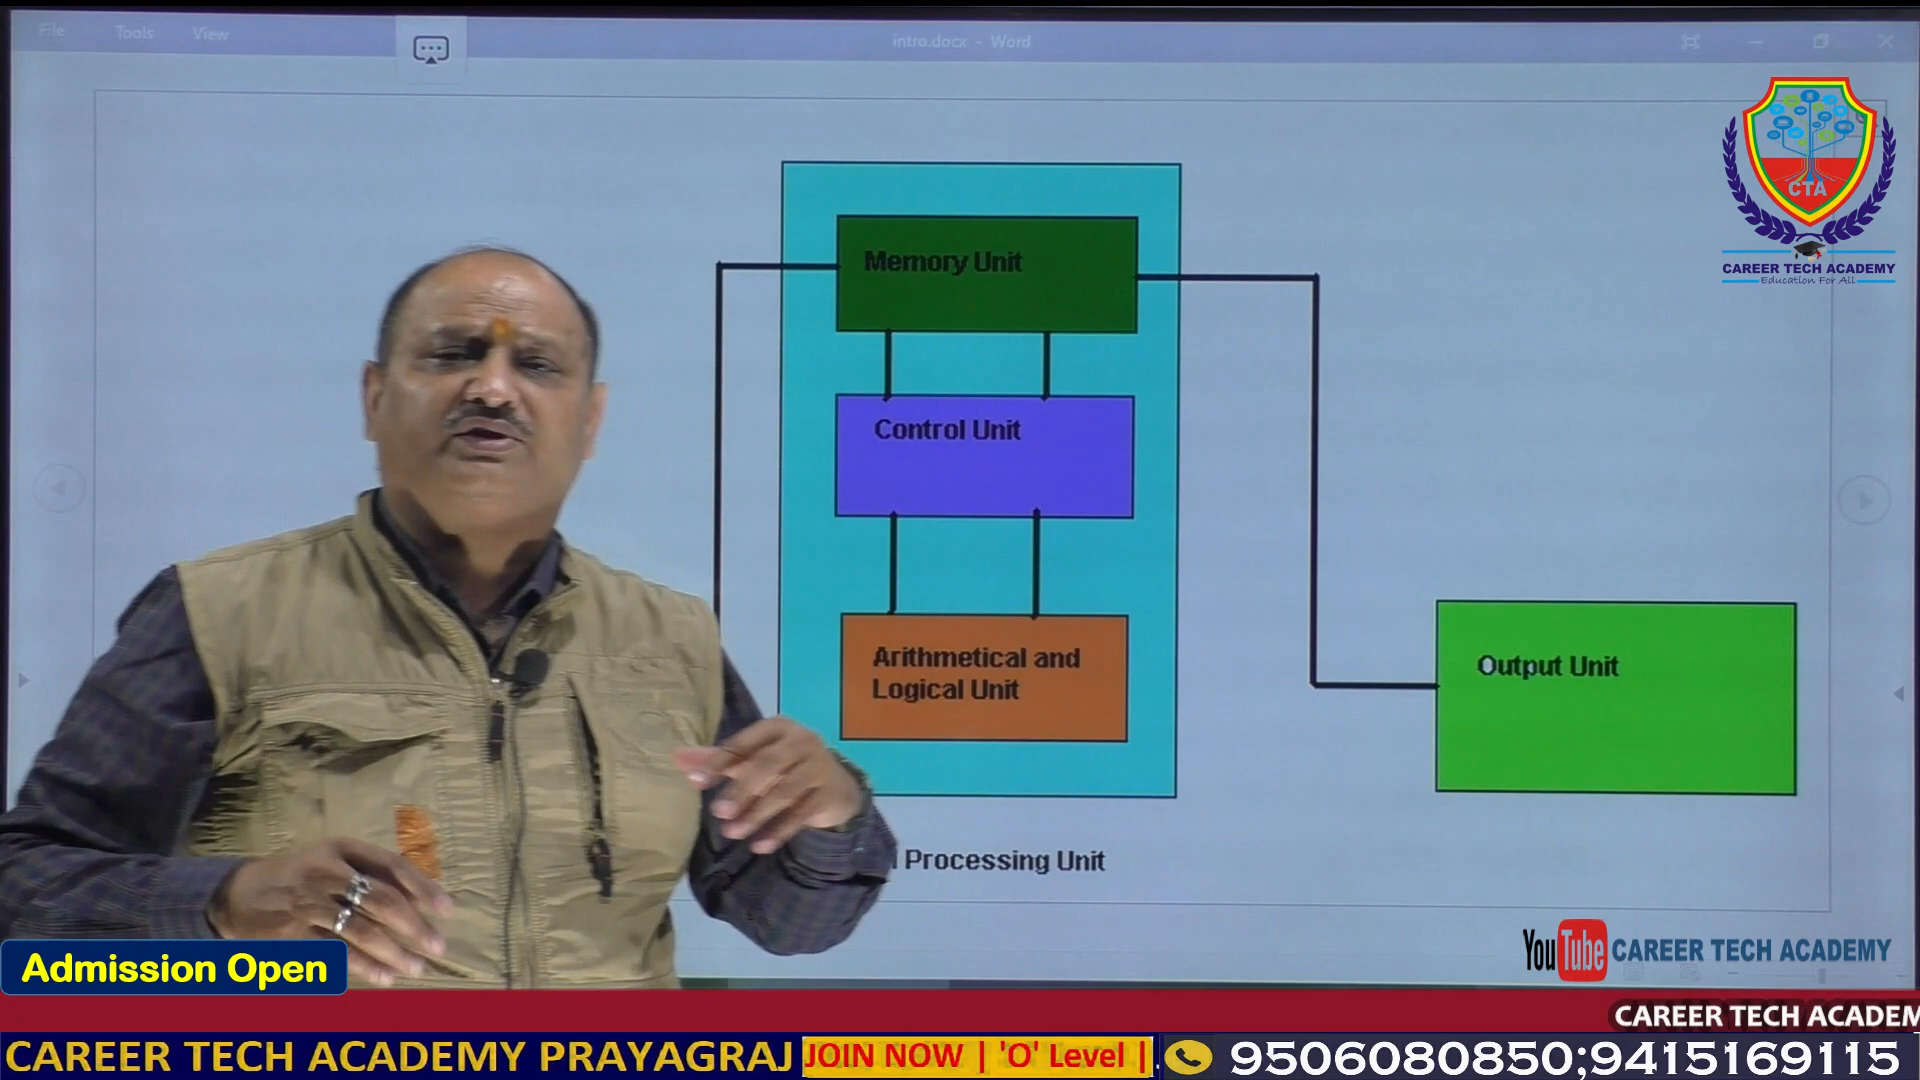 File Tools View
intro.docx - Word
CTA
CAREER TECH ACADEMY
Education For All
Memory Unit
Control Unit
Arithmetical and
Logical Unit
Output Unit
Processing Unit
YouTube CAREER TECH ACADEMY
Admission Open
CAREER TECH ACADEM
CAREER TECH ACADEMY PRAYAGRAJ JOIN NOW | 'O' Level | 9506080850;9415169115